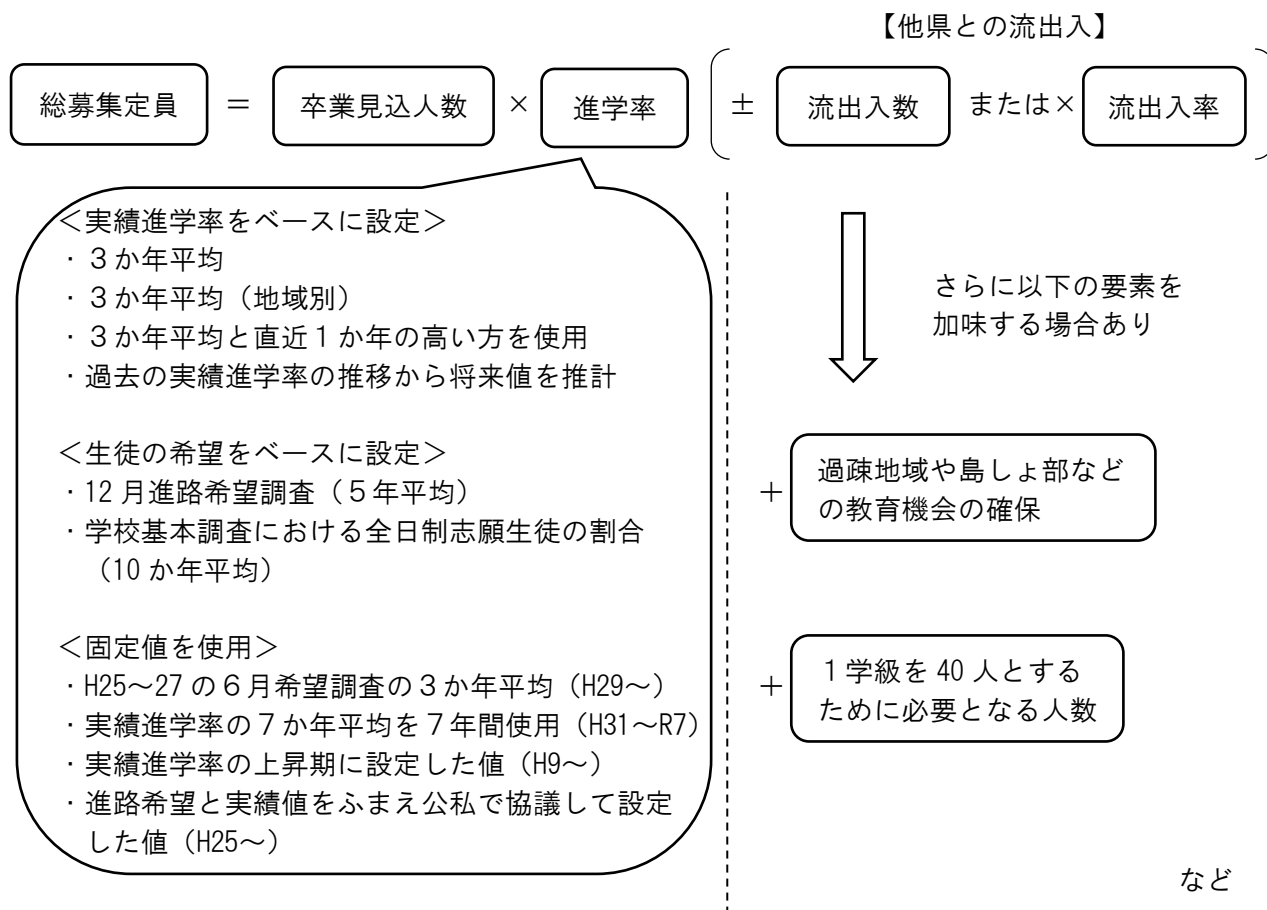 【他県との流出入】
総募集定員 ＝ 卒業見込人数 × 進学率 ± 流出入数 または× 流出入率
＜実績進学率をベースに設定＞
・３か年平均
・３か年平均（地域別）
・３か年平均と直近１か年の高い方を使用
・過去の実績進学率の推移から将来値を推計
＜生徒の希望をベースに設定＞
・12 月進路希望調査（５年平均）
・学校基本調査における全日制志願生徒の割合
（10 か年平均）
＜固定値を使用＞
・H25～27 の６月希望調査の３か年平均（H29～）
・実績進学率の７か年平均を７年間使用（H31～R7）
・実績進学率の上昇期に設定した値（H9～）
・進路希望と実績値をふまえ公私で協議して設定
した値（H25～）
さらに以下の要素を
加味する場合あり
＋ 過疎地域や島しょ部など
の教育機会の確保
＋ １学級を 40 人とする
ために必要となる人数
など